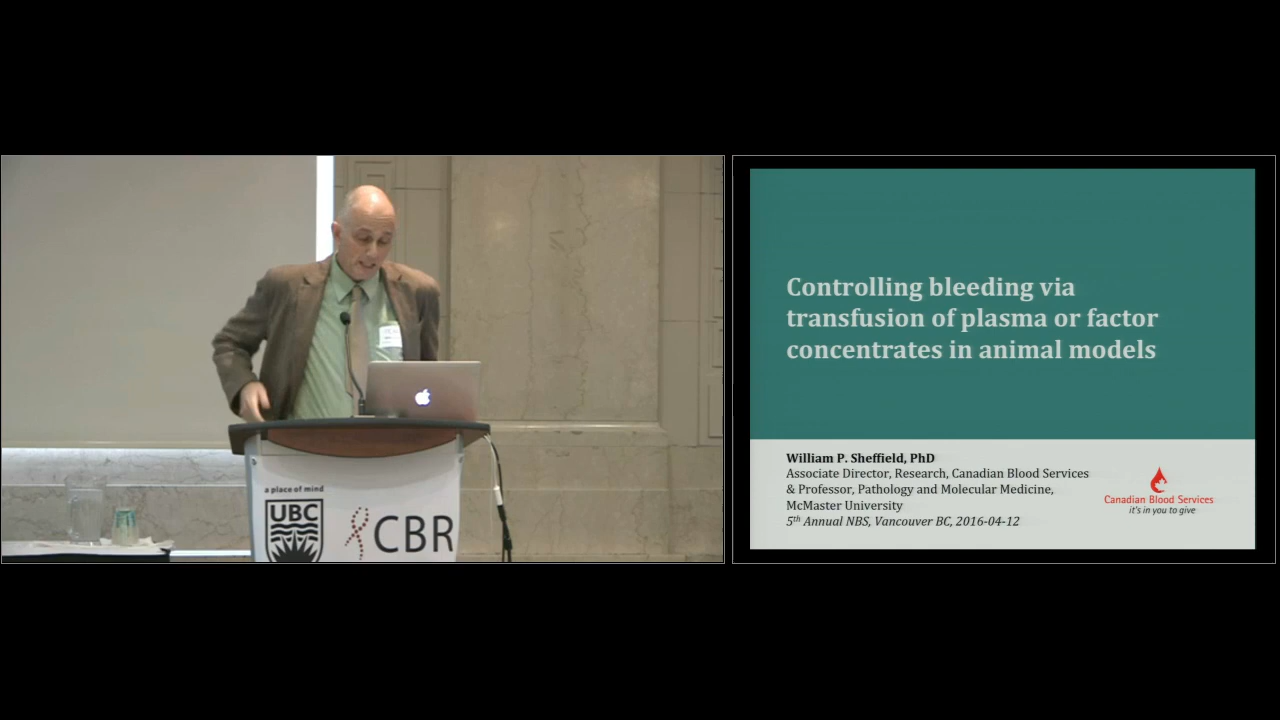 a place of mind
UBC
CBR
Controlling bleeding via
transfusion of plasma or factor
concentrates in animal models
William P. Sheffield, PhD
Associate Director, Research, Canadian Blood Services
& Professor, Pathology and Molecular Medicine,
McMaster University
5th Annual NBS, Vancouver BC, 2016-04-12
Canadian Blood Services
it's in you to give